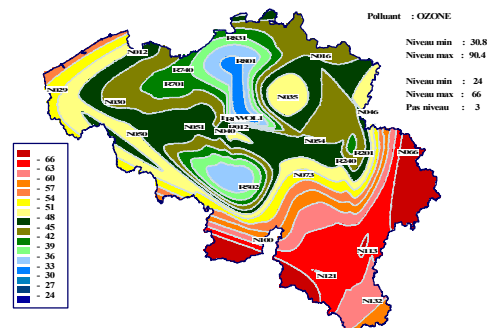 Polluant : OZONE
Niveau min : 30.8
Niveau max : 90.4
Niveau min : 24
Niveau max : 66
Pas niveau : 3
R831
N012
R801
N016
R740
R701
N029
N030
N035
N046
WOL1
N051
R012
N040
N050
N054
R201
R240
N066
N073
R502
N100
N113
N121
N132
- 66
- 63
- 60
- 57
- 54
- 51
- 48
- 45
- 42
- 39
- 36
- 33
- 30
- 27
- 24